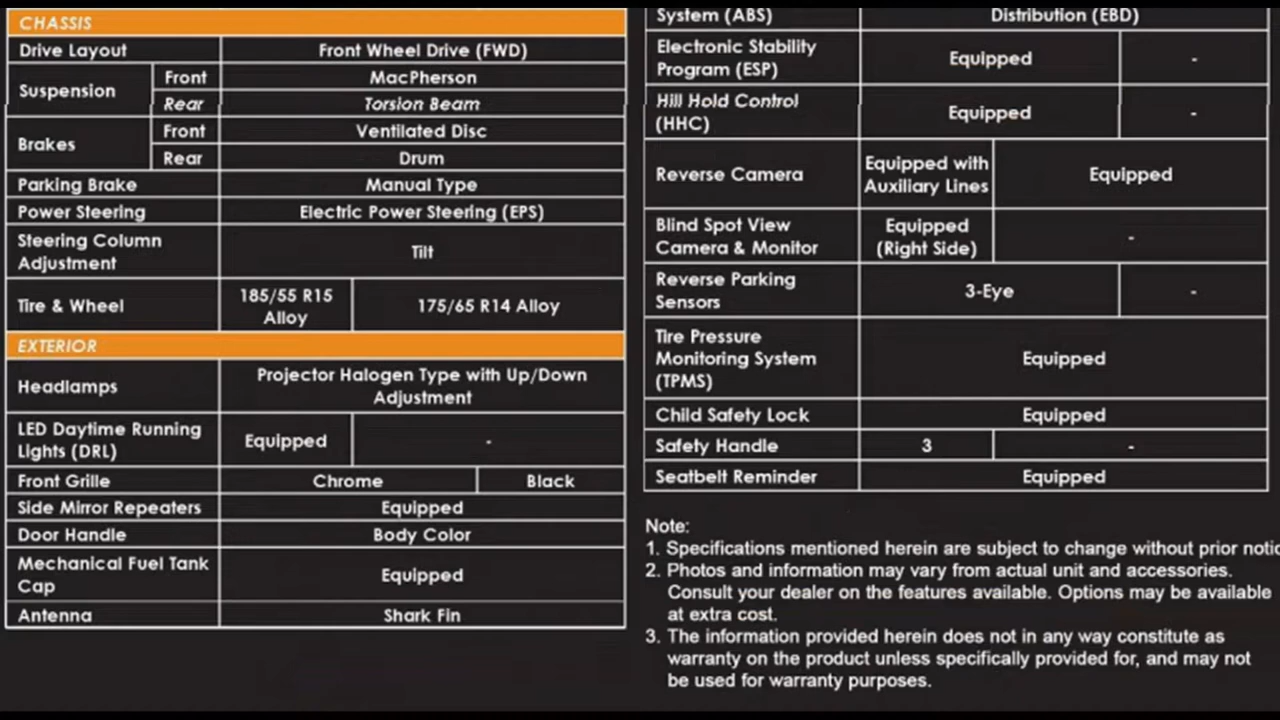 CHASSIS
Drive Layout Front Wheel Drive (FWD)
Suspension Front MacPherson
Rear Torsion Beam
Brakes Front Ventilated Disc
Rear Drum
Parking Brake Manual Type
Power Steering Electric Power Steering (EPS)
Steering Column
Adjustment
Tilt
Tire & Wheel
185/55 R15
Alloy
175/65 R14 Alloy
EXTERIOR
Headlamps
Projector Halogen Type with Up/Down
Adjustment
LED Daytime Running
Lights (DRL)
Equipped -
Front Grille Chrome Black
Side Mirror Repeaters Equipped
Door Handle Body Color
Mechanical Fuel Tank
Cap
Equipped
Antenna Shark Fin
System (ABS) Distribution (EBD)
Electronic Stability
Program (ESP)
Equipped -
Hill Hold Control
(HHC)
Equipped -
Reverse Camera
Equipped with
Auxiliary Lines
Equipped
Blind Spot View
Camera & Monitor
Equipped
(Right Side)
-
Reverse Parking
Sensors
3-Eye -
Tire Pressure
Monitoring System
(TPMS)
Equipped
Child Safety Lock Equipped
Safety Handle 3 -
Seatbelt Reminder Equipped
Note:
1. Specifications mentioned herein are subject to change without prior notic
2. Photos and information may vary from actual unit and accessories.
Consult your dealer on the features available. Options may be available
at extra cost.
3. The information provided herein does not in any way constitute as
warranty on the product unless specifically provided for, and may not
be used for warranty purposes.